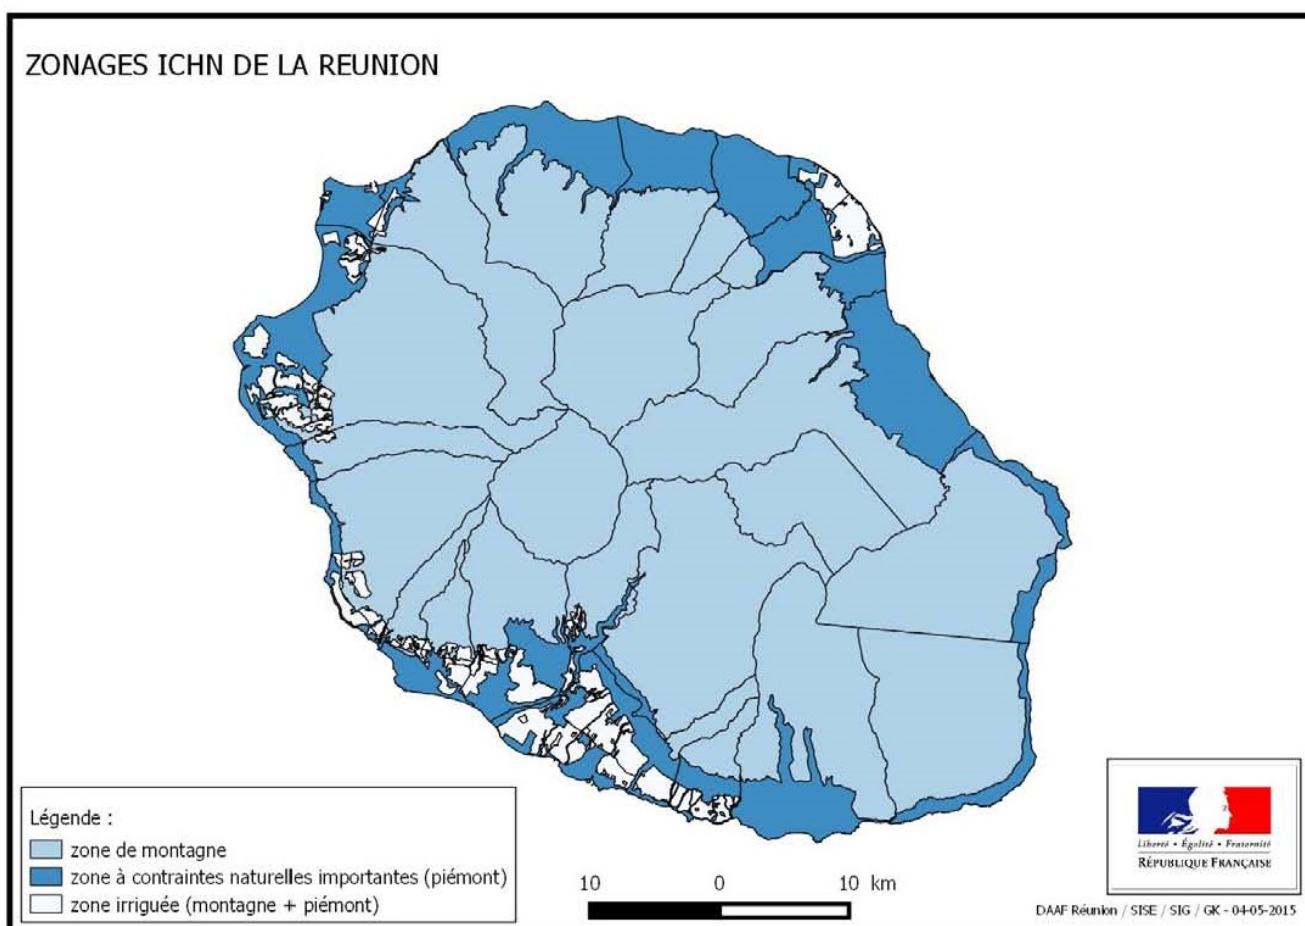 ZONAGES ICHN DE LA REUNION
Légende :
zone de montagne
zone à contraintes naturelles importantes (piémont)
zone irriguée (montagne + piémont)
10 0 10 km
Liberté • Égalité • Fraternité
RÉPUBLIQUE FRANÇAISE
DAAF Réunion / SISE / SIG / GK - 04-05-2015